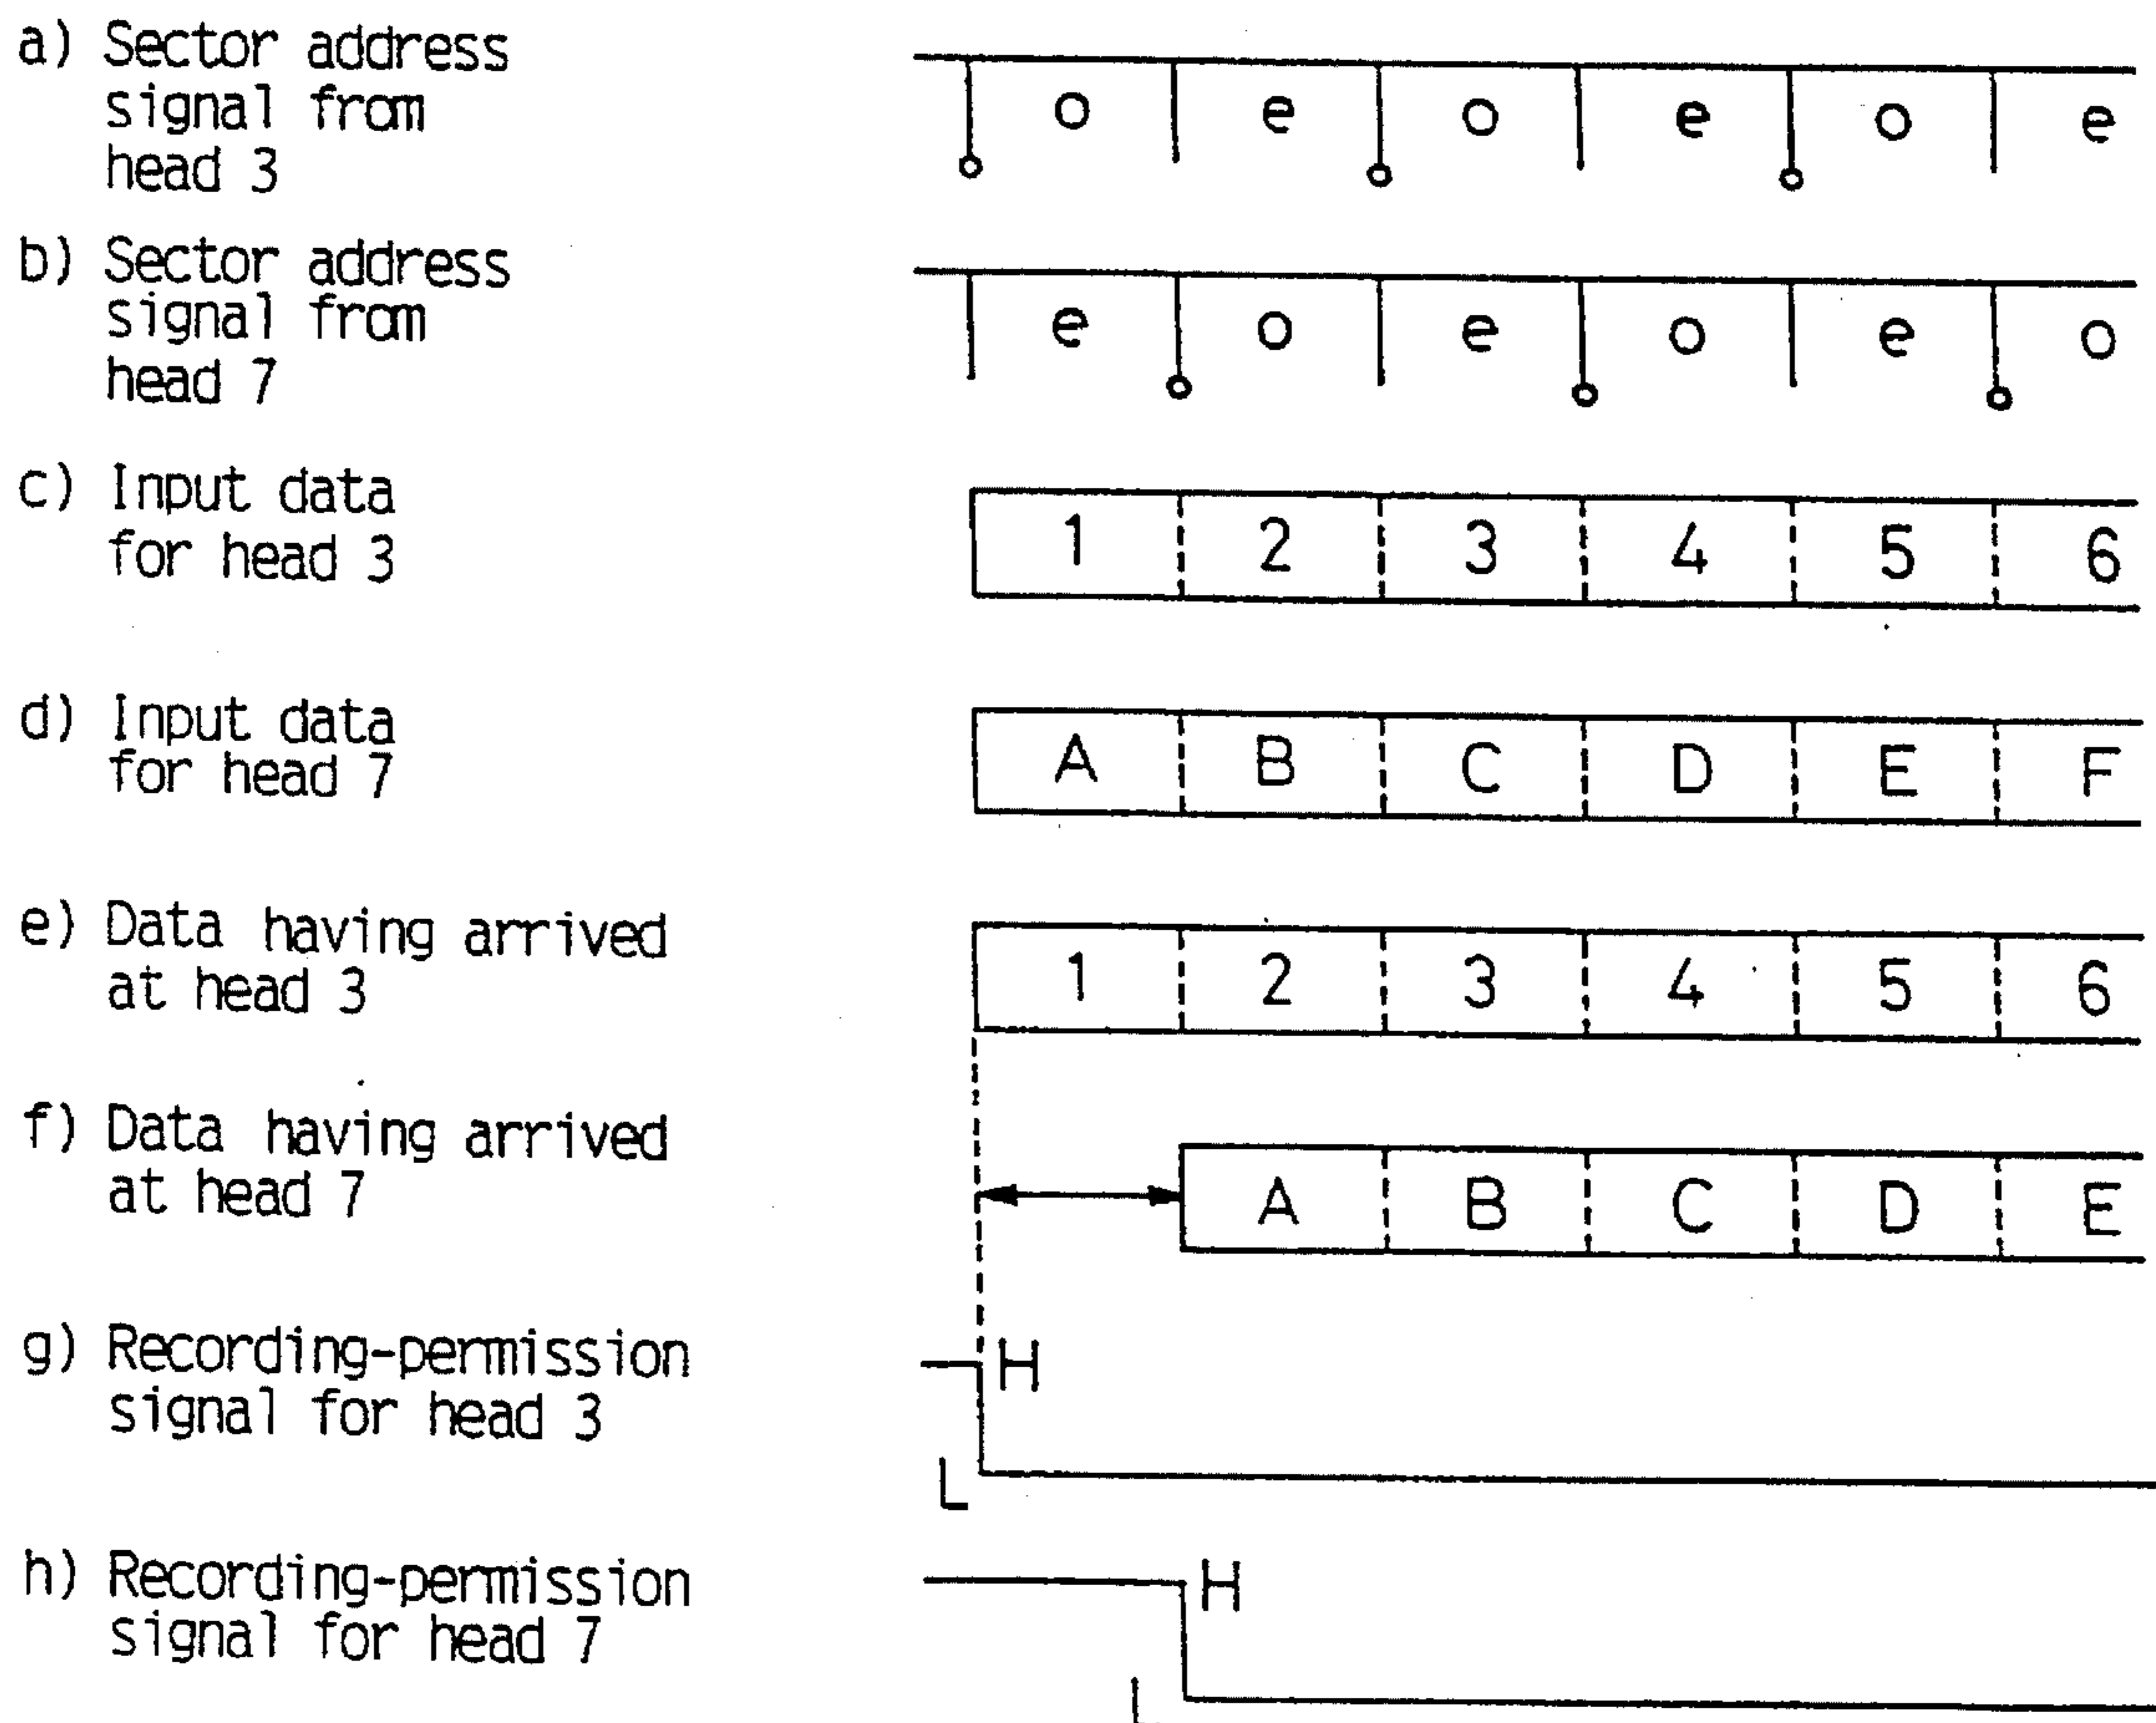 a) Sector address
signal from
head 3
o e o e o e
b) Sector address
signal from
head 7
e o e o e o
c) Input data
for head 3
1 2 3 4 5 6
d) Input data
for head 7
A B C D E F
e) Data having arrived
at head 3
1 2 3 4 5 6
f) Data having arrived
at head 7
A B C D E
g) Recording-permission
signal for head 3
H
L
h) Recording-permission
signal for head 7
H
L